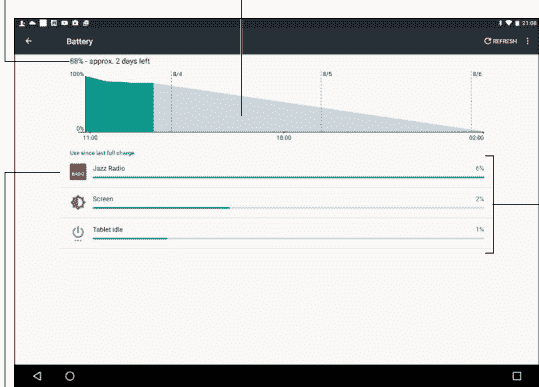 21:08
Battery
REFRESH
88% - approx. 2 days left
100%
8/4
8/5
8/6
0%
11:00
18:00
02:00
Use since last full charge
Jazz Radio
6%
Screen
2%
Tablet idle
1%